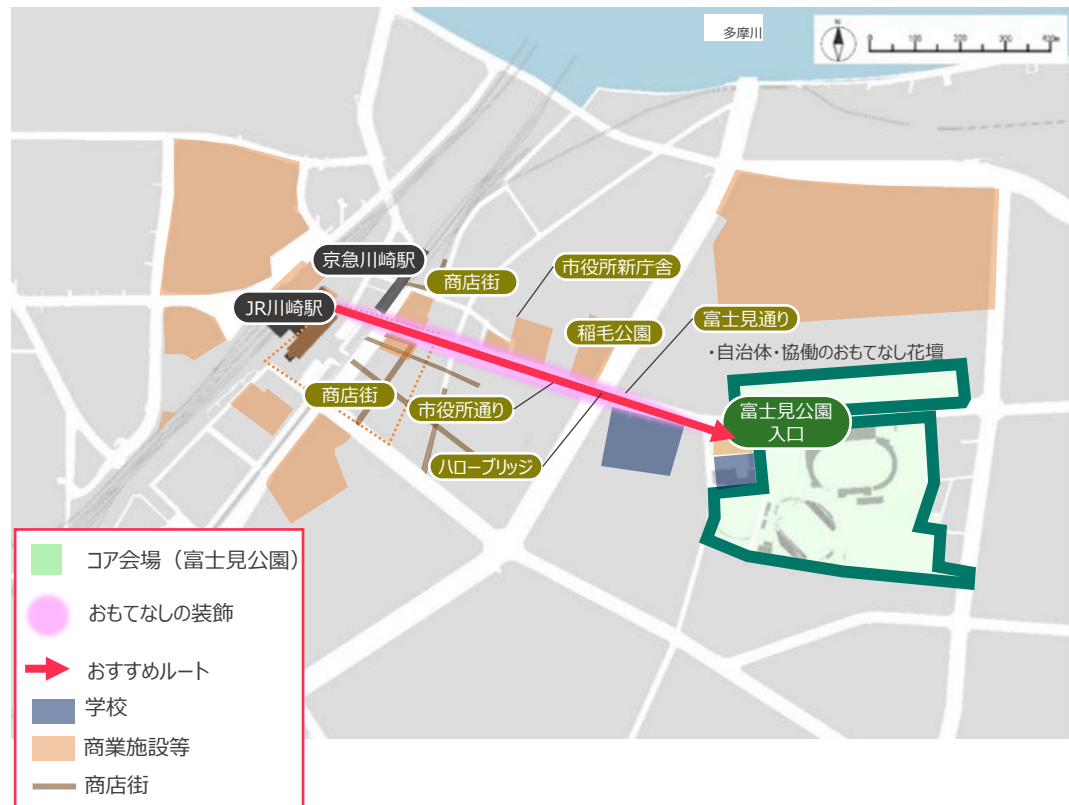 多摩川
N
0 100 200 300 400m
京急川崎駅
商店街
市役所新庁舎
JR川崎駅
稲毛公園
富士見通り
・自治体・協働のおもてなし花壇
商店街
市役所通り
富士見公園
入口
ハローブリッジ
コア会場（富士見公園）
おもてなしの装飾
おすすめルート
学校
商業施設等
商店街